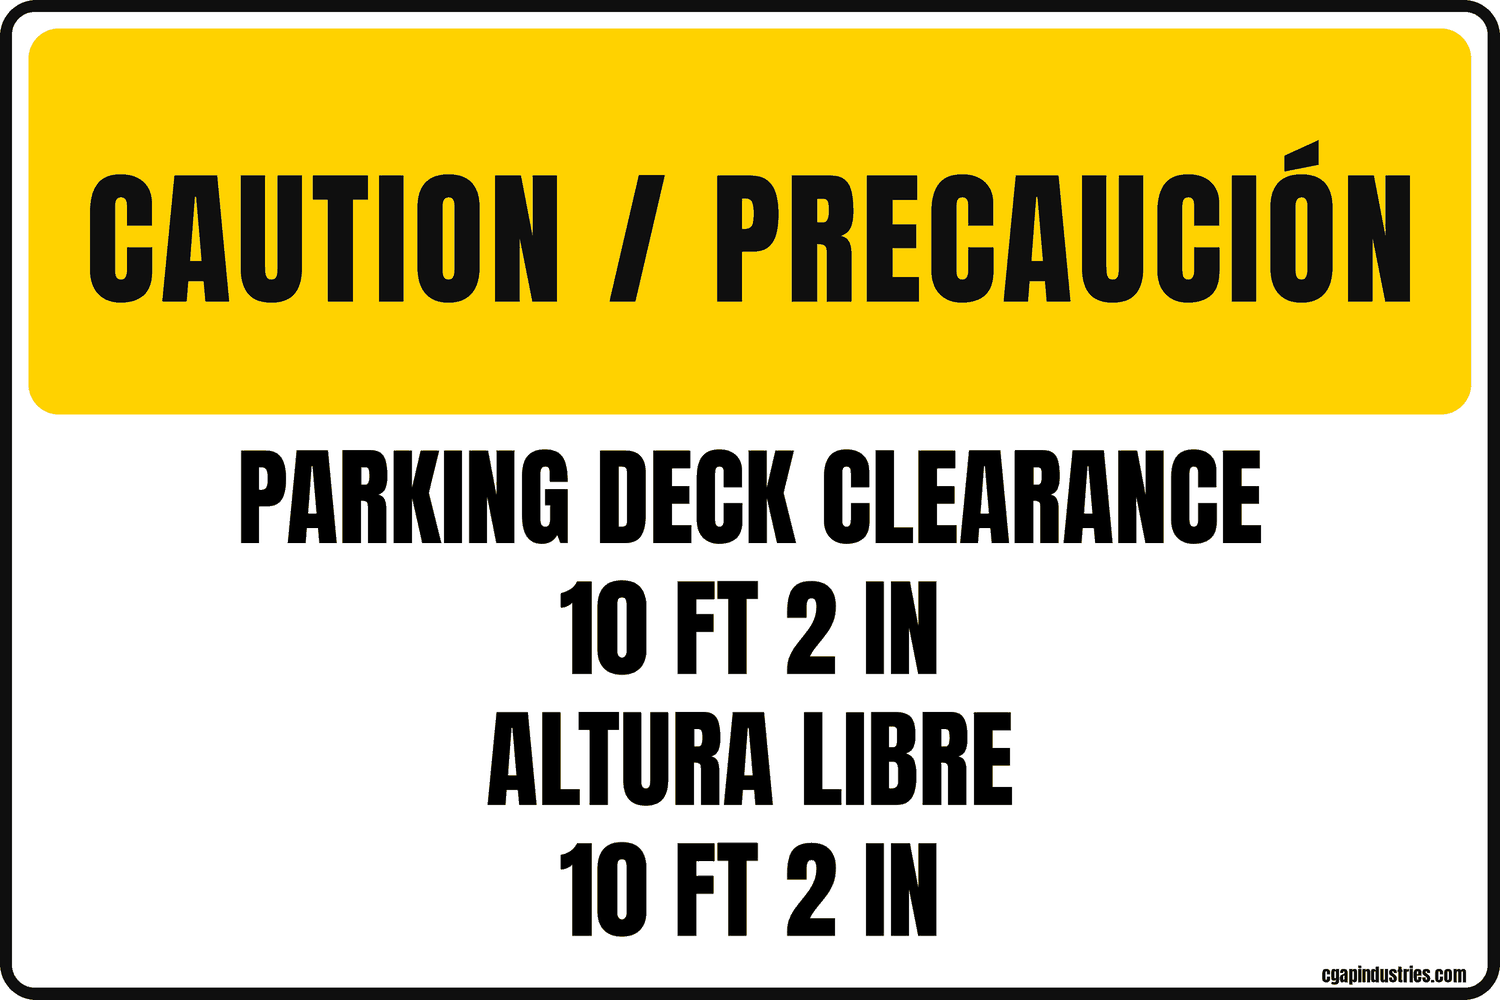 CAUTION / PRECAUCIÓN
PARKING DECK CLEARANCE
10 FT 2 IN
ALTURA LIBRE
10 FT 2 IN
cgapindustries.com